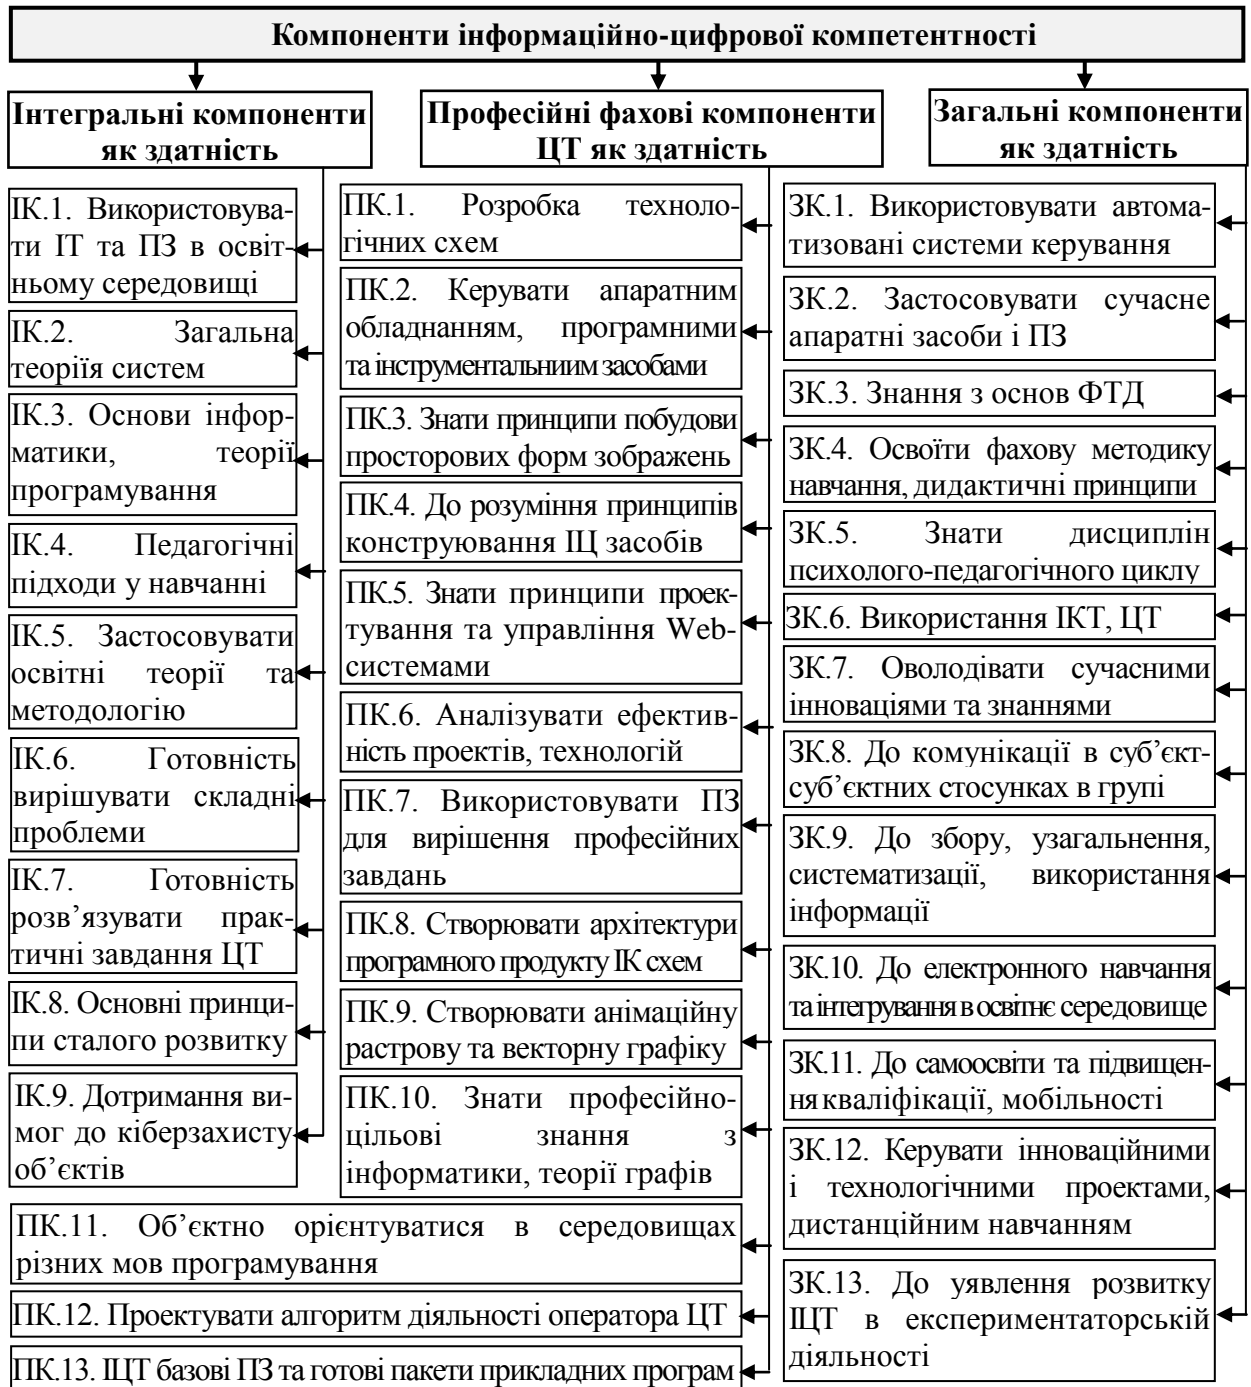 Компоненти інформаційно-цифрової компетентності
Інтегральні компоненти
як здатність
Професійні фахові компоненти
ЦТ як здатність
Загальні компоненти
як здатність
ІК.1. Використовува-
ти ІТ та ПЗ в освіт-
ньому середовищі
ІК.2. Загальна
теоріїя систем
ІК.3. Основи інфор-
матики, теорії
програмування
ІК.4. Педагогічні
підходи у навчанні
ІК.5. Застосовувати
освітні теорії та
методологію
ІК.6. Готовність
вирішувати складні
проблеми
ІК.7. Готовність
розв’язувати прак-
тичні завдання ЦТ
ІК.8. Основні принци-
пи сталого розвитку
ІК.9. Дотримання ви-
мог до кіберзахисту
об’єктів
ПК.1. Розробка техноло-
гічних схем
ПК.2. Керувати апаратним
обладнанням, програмними
та інструментальниим засобами
ПК.3. Знати принципи побудови
просторових форм зображень
ПК.4. До розуміння принципів
конструювання ІЦ засобів
ПК.5. Знати принципи проек-
тування та управління Web-
системами
ПК.6. Аналізувати ефектив-
ність проектів, технологій
ПК.7. Використовувати ПЗ
для вирішення професійних
завдань
ПК.8. Створювати архітектури
програмного продукту ІК схем
ПК.9. Створювати анімаційну
растрову та векторну графіку
ПК.10. Знати професійно-
цільові знання з
інформатики, теорії графів
ПК.11. Об’єктно орієнтуватися в середовищах
різних мов програмування
ПК.12. Проектувати алгоритм діяльності оператора ЦТ
ПК.13. ІЦТ базові ПЗ та готові пакети прикладних програм
ЗК.1. Використовувати автома-
тизовані системи керування
ЗК.2. Застосовувати сучасне
апаратні засоби і ПЗ
ЗК.3. Знання з основ ФТД
ЗК.4. Освоїти фахову методику
навчання, дидактичні принципи
ЗК.5. Знати дисциплін
психолого-педагогічного циклу
ЗК.6. Використання ІКТ, ЦТ
ЗК.7. Оволодівати сучасними
інноваціями та знаннями
ЗК.8. До комунікації в суб’єкт-
суб’єктних стосунках в групі
ЗК.9. До збору, узагальнення,
систематизації, використання
інформації
ЗК.10. До електронного навчання
та інтегрування в освітнє середовище
ЗК.11. До самоосвіти та підвищен-
ня кваліфікації, мобільності
ЗК.12. Керувати інноваційними
і технологічними проектами,
дистанційним навчанням
ЗК.13. До уявлення розвитку
ІЦТ в експериментаторській
діяльності